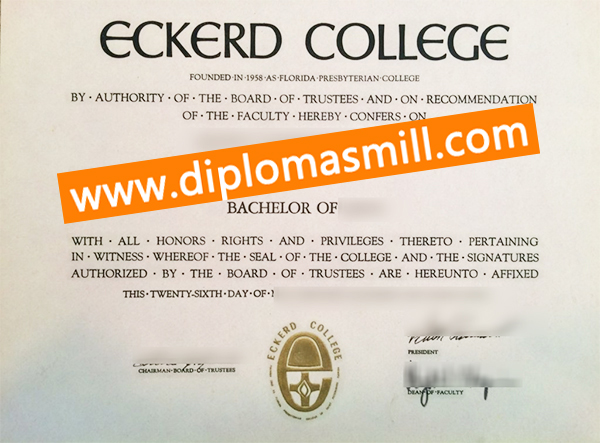 ECKERD COLLEGE
FOUNDED·IN·1958·AS·FLORIDA·PRESBYTERIAN·COLLEGE
BY·AUTHORITY·OF·THE·BOARD·OF·TRUSTEES·AND·ON·RECOMMENDATION
OF·THE·FACULTY·HEREBY·CONFERS·ON
www.diplomasmill.com
BACHELOR OF
WITH·ALL·HONORS·RIGHTS·AND·PRIVILEGES·THERETO·PERTAINING
IN·WITNESS·WHEREOF·THE·SEAL·OF·THE·COLLEGE·AND·THE·SIGNATURES
AUTHORIZED·BY·THE·BOARD·OF·TRUSTEES·ARE·HEREUNTO·AFFIXED
THIS·TWENTY-SIXTH·DAY·OF
ECKERD COLLEGE
PRESIDENT
CHAIRMAN·BOARD·OF·TRUSTEES
DEAN·OF·FACULTY